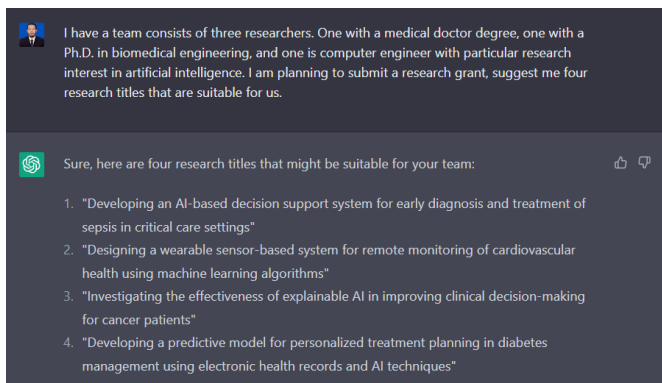 I have a team consists of three researchers. One with a medical doctor degree, one with a
Ph.D. in biomedical engineering, and one is computer engineer with particular research
interest in artificial intelligence. I am planning to submit a research grant, suggest me four
research titles that are suitable for us.
Sure, here are four research titles that might be suitable for your team:
1. "Developing an AI-based decision support system for early diagnosis and treatment of
sepsis in critical care settings"
2. "Designing a wearable sensor-based system for remote monitoring of cardiovascular
health using machine learning algorithms"
3. "Investigating the effectiveness of explainable AI in improving clinical decision-making
for cancer patients"
4. "Developing a predictive model for personalized treatment planning in diabetes
management using electronic health records and AI techniques"